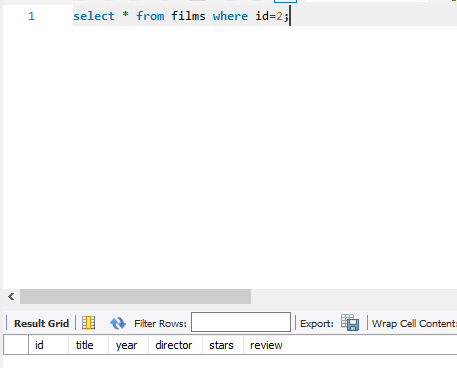 1 select * from films where id=2;
Result Grid Filter Rows: Export: Wrap Cell Content:
id title year director stars review